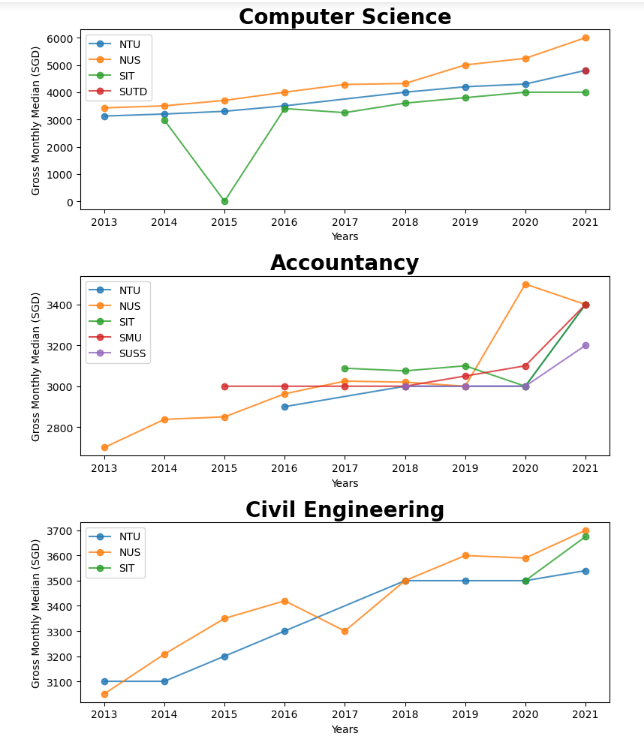 Computer Science
Gross Monthly Median (SGD)
6000
5000
4000
3000
2000
1000
0
NTU
NUS
SIT
SUTD
2013 2014 2015 2016 2017 2018 2019 2020 2021
Years
Accountancy
Gross Monthly Median (SGD)
3400
3200
3000
2800
NTU
NUS
SIT
SMU
SUSS
2013 2014 2015 2016 2017 2018 2019 2020 2021
Years
Civil Engineering
Gross Monthly Median (SGD)
3700
3600
3500
3400
3300
3200
3100
NTU
NUS
SIT
2013 2014 2015 2016 2017 2018 2019 2020 2021
Years